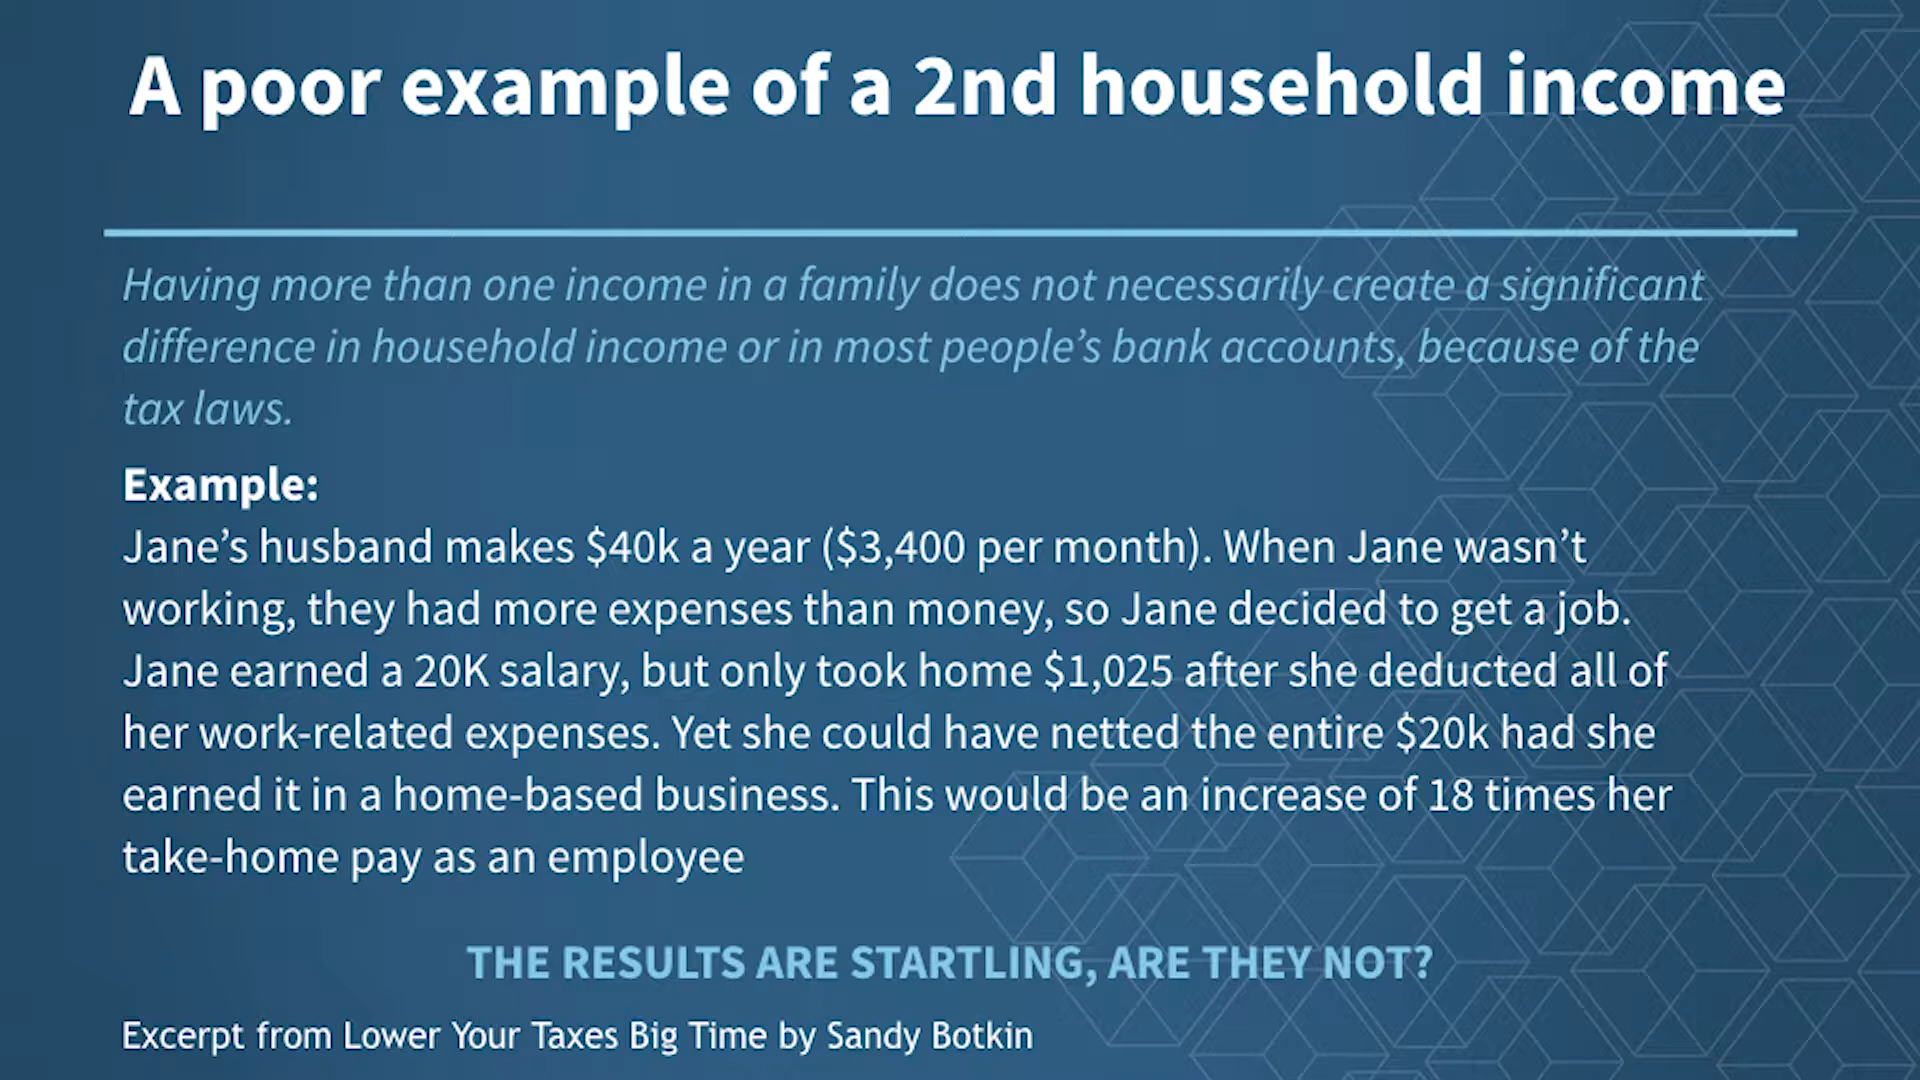 A poor example of a 2nd household income
Having more than one income in a family does not necessarily create a significant
difference in household income or in most people’s bank accounts, because of the
tax laws.
Example:
Jane’s husband makes $40k a year ($3,400 per month). When Jane wasn’t
working, they had more expenses than money, so Jane decided to get a job.
Jane earned a 20K salary, but only took home $1,025 after she deducted all of
her work-related expenses. Yet she could have netted the entire $20k had she
earned it in a home-based business. This would be an increase of 18 times her
take-home pay as an employee
THE RESULTS ARE STARTLING, ARE THEY NOT?
Excerpt from Lower Your Taxes Big Time by Sandy Botkin